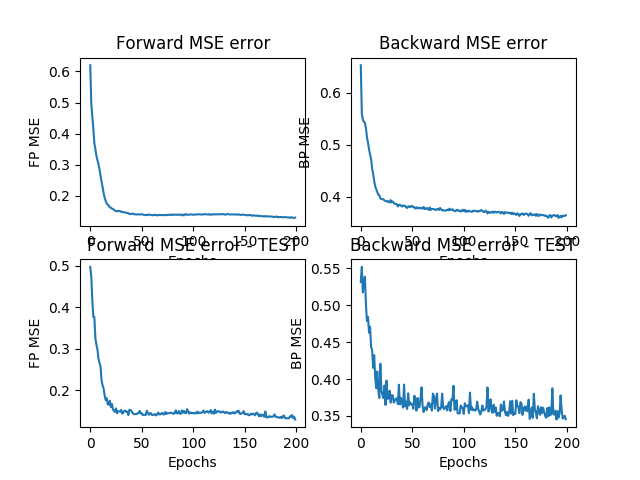 Forward MSE error
Backward MSE error
0.6
0.5
0.4
0.3
0.2
FP MSE
0.6
0.5
0.4
BP MSE
0 50 100 150 200
Epochs
0 50 100 150 200
Epochs
Forward MSE error - TEST
Backward MSE error - TEST
0.5
0.4
0.3
0.2
FP MSE
0.55
0.50
0.45
0.40
0.35
BP MSE
0 50 100 150 200
Epochs
0 50 100 150 200
Epochs